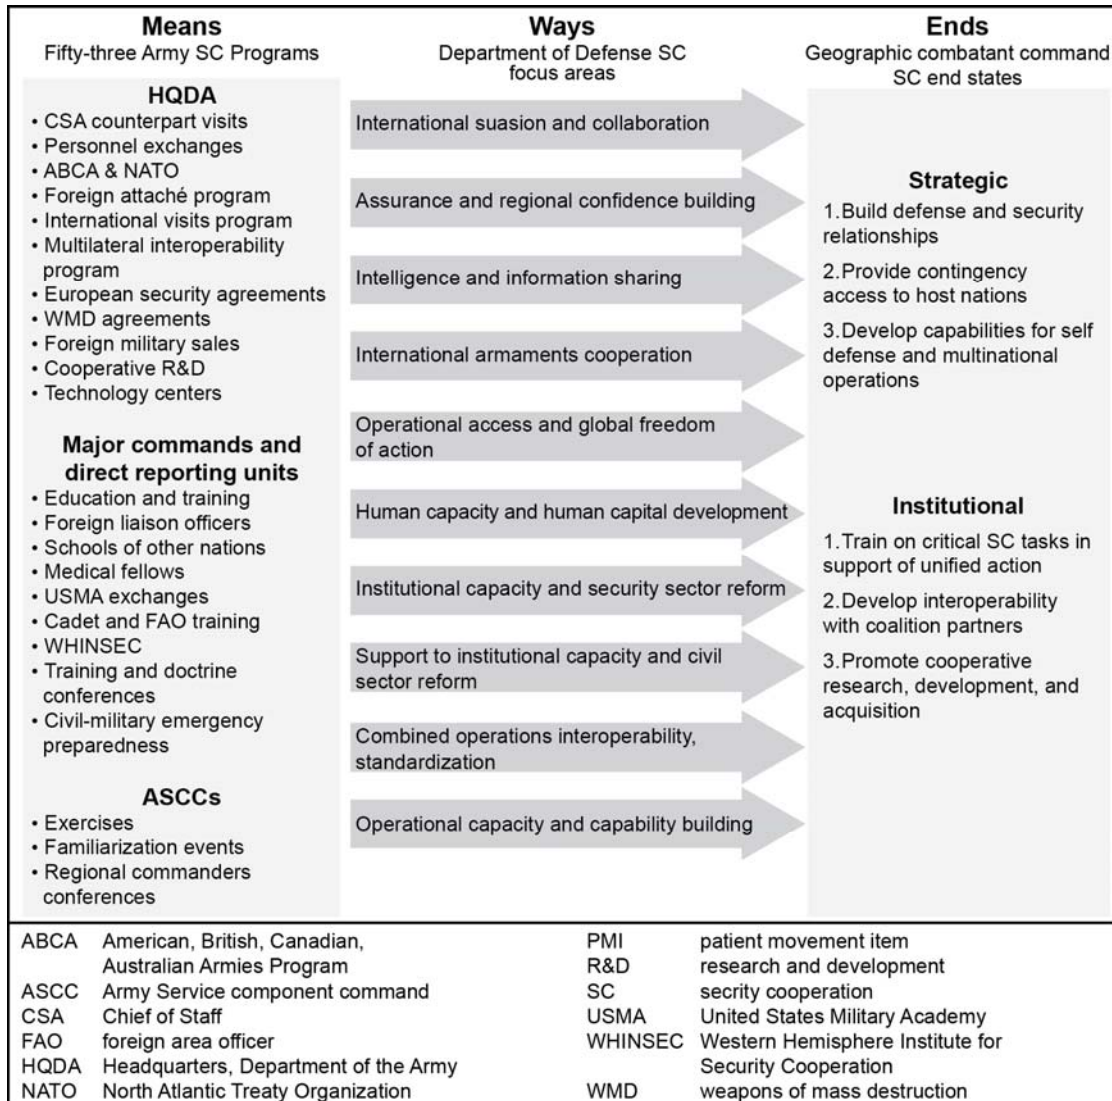 Means
Fifty-three Army SC Programs
HQDA
• CSA counterpart visits
• Personnel exchanges
• ABCA & NATO
• Foreign attaché program
• International visits program
• Multilateral interoperability
program
• European security agreements
• WMD agreements
• Foreign military sales
• Cooperative R&D
• Technology centers
Major commands and
direct reporting units
• Education and training
• Foreign liaison officers
• Schools of other nations
• Medical fellows
• USMA exchanges
• Cadet and FAO training
• WHINSEC
• Training and doctrine
conferences
• Civil-military emergency
preparedness
ASCCs
• Exercises
• Familiarization events
• Regional commanders
conferences
Ways
Department of Defense SC
focus areas
International suasion and collaboration
Assurance and regional confidence building
Intelligence and information sharing
International armaments cooperation
Operational access and global freedom
of action
Human capacity and human capital development
Institutional capacity and security sector reform
Support to institutional capacity and civil
sector reform
Combined operations interoperability,
standardization
Operational capacity and capability building
Ends
Geographic combatant command
SC end states
Strategic
1.Build defense and security
relationships
2.Provide contingency
access to host nations
3.Develop capabilities for self
defense and multinational
operations
Institutional
1.Train on critical SC tasks in
support of unified action
2.Develop interoperability
with coalition partners
3.Promote cooperative
research, development, and
acquisition
ABCA American, British, Canadian,
Australian Armies Program
ASCC Army Service component command
CSA Chief of Staff
FAO foreign area officer
HQDA Headquarters, Department of the Army
NATO North Atlantic Treaty Organization
PMI patient movement item
R&D research and development
SC secrity cooperation
USMA United States Military Academy
WHINSEC Western Hemisphere Institute for
Security Cooperation
WMD weapons of mass destruction